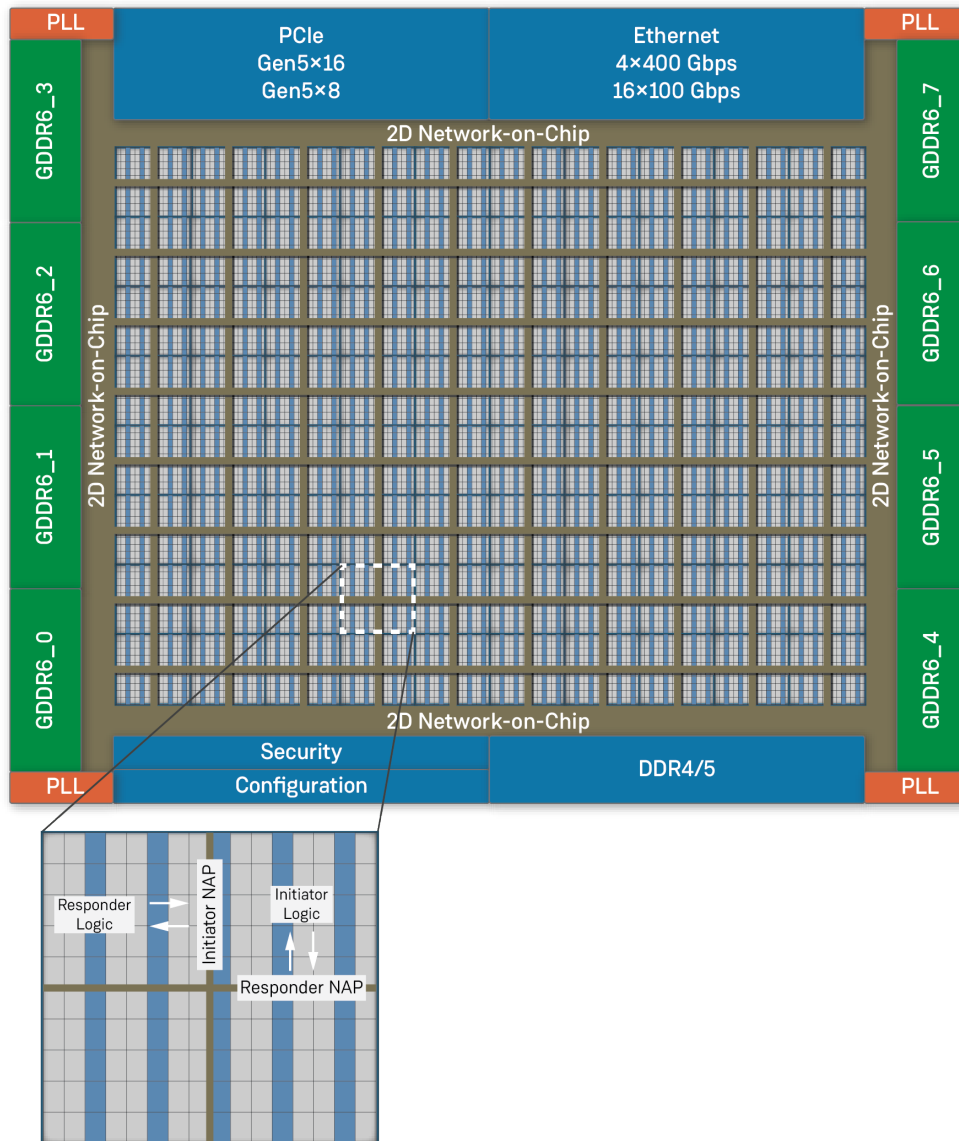 PLL
PCIe
Gen5×16
Gen5×8
Ethernet
4×400 Gbps
16×100 Gbps
PLL
GDDR6_3
GDDR6_2
GDDR6_1
GDDR6_0
2D Network-on-Chip
2D Network-on-Chip
2D Network-on-Chip
GDDR6_7
GDDR6_6
GDDR6_5
GDDR6_4
2D Network-on-Chip
PLL
Security
Configuration
DDR4/5
PLL
Responder
Logic
Initiator NAP
Initiator
Logic
Responder NAP